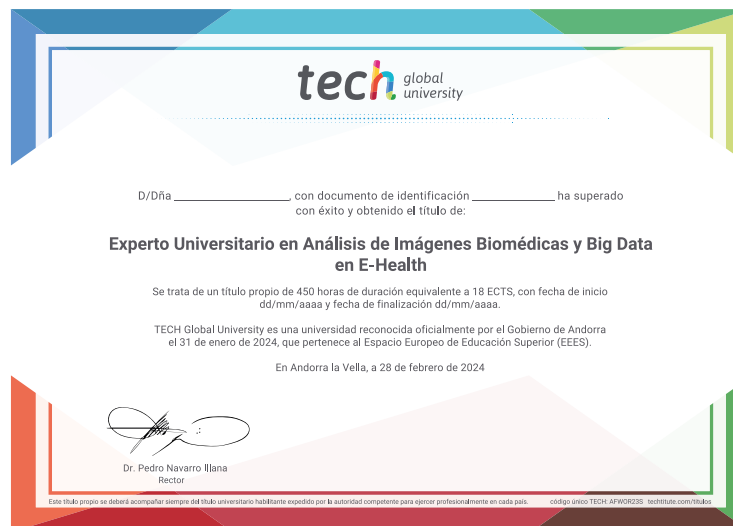 tech global
university
D/Dña ______________, con documento de identificación ______________ ha superado
con éxito y obtenido el título de:
Experto Universitario en Análisis de Imágenes Biomédicas y Big Data
en E-Health
Se trata de un título propio de 450 horas de duración equivalente a 18 ECTS, con fecha de inicio
dd/mm/aaaa y fecha de finalización dd/mm/aaaa.
TECH Global University es una universidad reconocida oficialmente por el Gobierno de Andorra
el 31 de enero de 2024, que pertenece al Espacio Europeo de Educación Superior (EEES).
En Andorra la Vella, a 28 de febrero de 2024
Dr. Pedro Navarro Illana
Rector
Este título propio se deberá acompañar siempre del título universitario habilitante expedido por la autoridad competente para ejercer profesionalmente en cada país. código único TECH: AFWOR23S techtitute.com/titulos